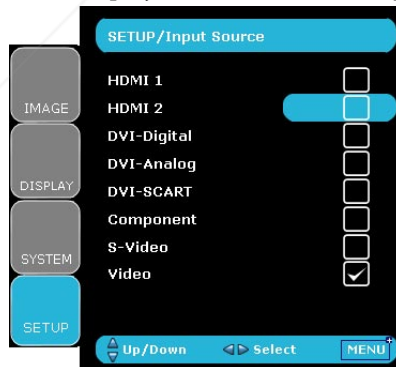 SETUP/Input Source
HDMI 1
HDMI 2
DVI-Digital
DVI-Analog
DVI-SCART
Component
S-Video
Video
IMAGE
DISPLAY
SYSTEM
SETUP
Up/Down Select MENU